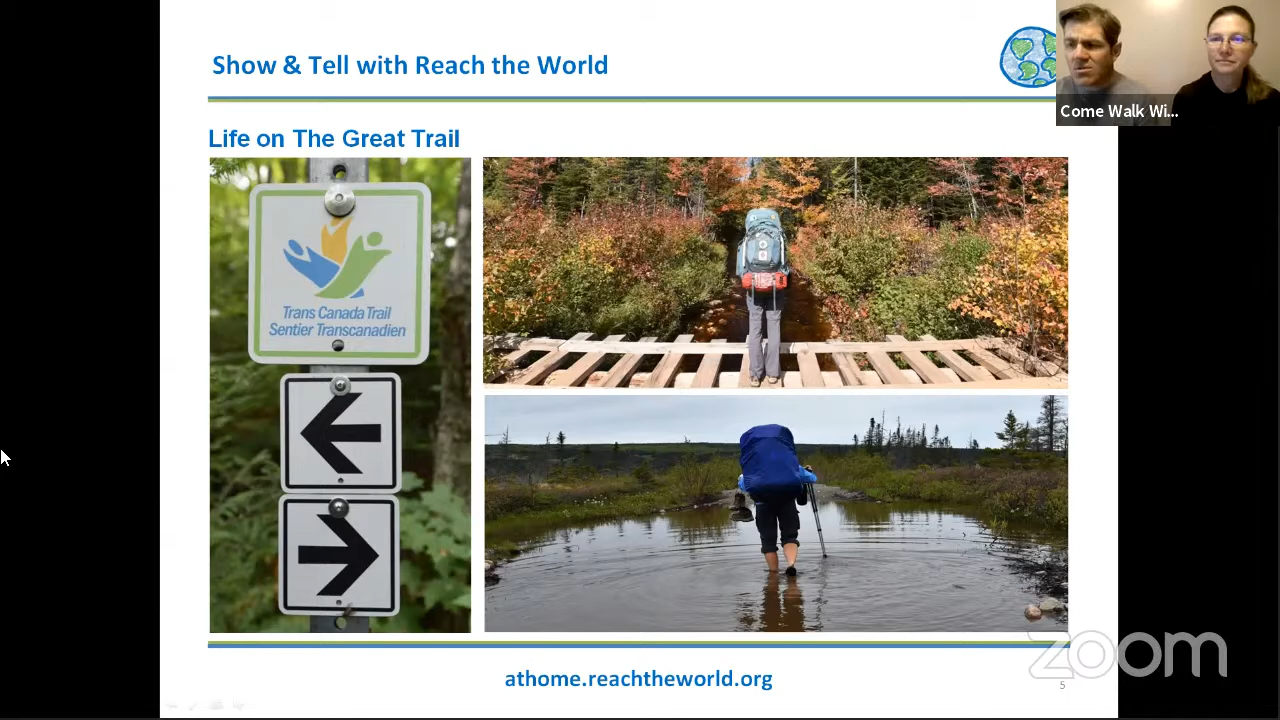 Show & Tell with Reach the World
Come Walk Wi...
Life on The Great Trail
Trans Canada Trail
Sentier Transcanadien
athome.reachtheworld.org
zoom
5